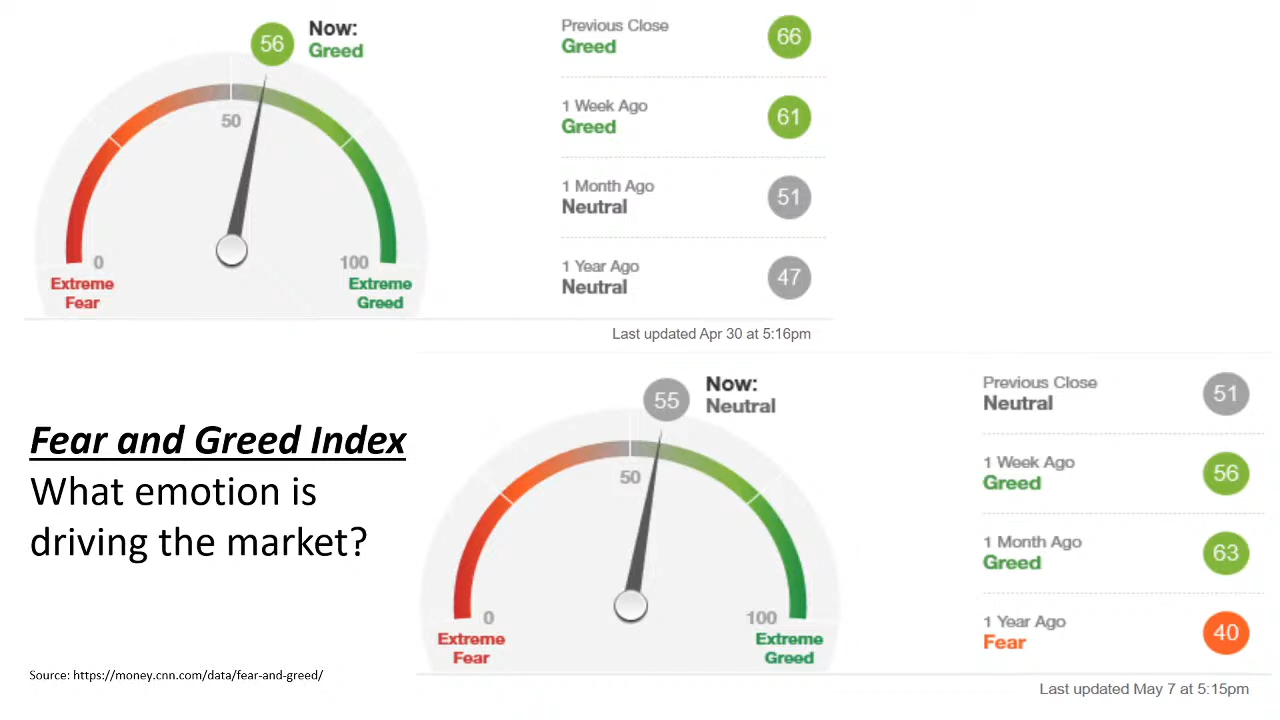 56
Now:
Greed
50
0
100
Extreme
Fear
Extreme
Greed
Previous Close
Greed
66
1 Week Ago
Greed
61
1 Month Ago
Neutral
51
1 Year Ago
Neutral
47
Last updated Apr 30 at 5:16pm
Fear and Greed Index
What emotion is
driving the market?
Source: https://money.cnn.com/data/fear-and-greed/
55
Now:
Neutral
50
0
100
Extreme
Fear
Extreme
Greed
Previous Close
Neutral
51
1 Week Ago
Greed
56
1 Month Ago
Greed
63
1 Year Ago
Fear
40
Last updated May 7 at 5:15pm